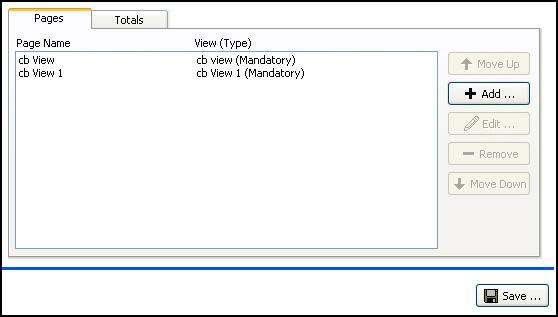 Pages Totals
Page Name View (Type)
cb View cb view (Mandatory)
cb View 1 cb View 1 (Mandatory)
Move Up
Add ...
Edit ...
Remove
Move Down
Save ...